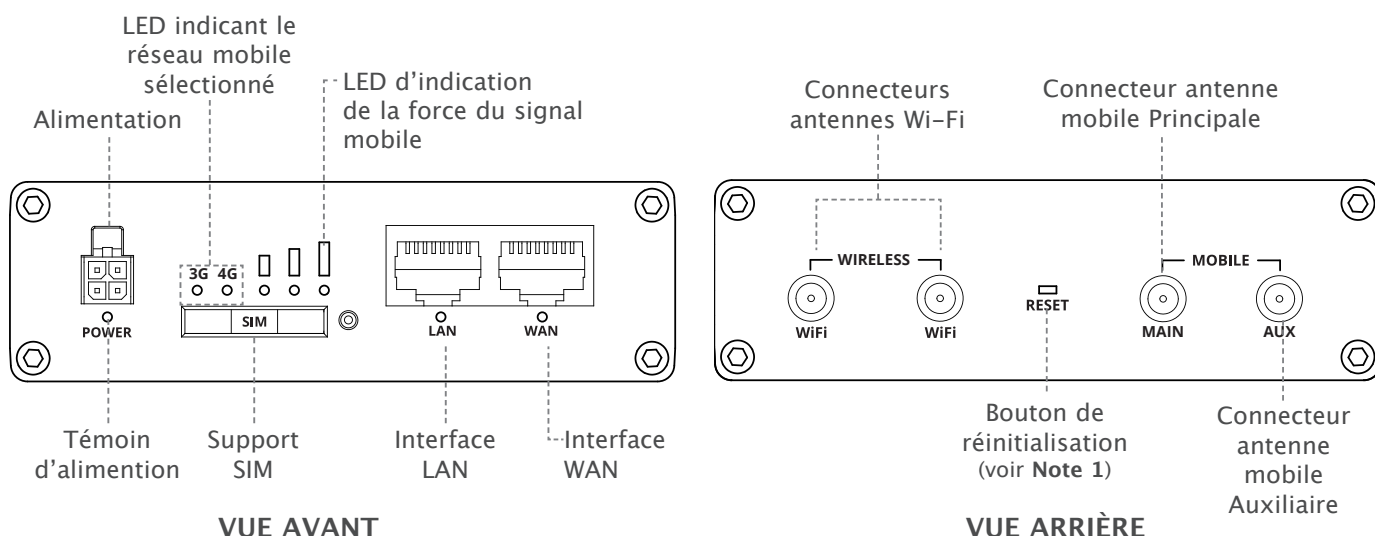 LED indicant le
réseau mobile
sélectionné
LED d'indication
de la force du signal
mobile
Alimentation
3G 4G
POWER
SIM
LAN
WAN
Témoin
d'alimention
Support
SIM
Interface
LAN
Interface
WAN
VUE AVANT
Connecteurs
antennes Wi-Fi
Connecteur antenne
mobile Principale
WIRELESS
MOBILE
WiFi
WiFi
RESET
MAIN
AUX
Bouton de
réinitialisation
(voir Note 1)
Connecteur
antenne
mobile
Auxiliaire
VUE ARRIÈRE